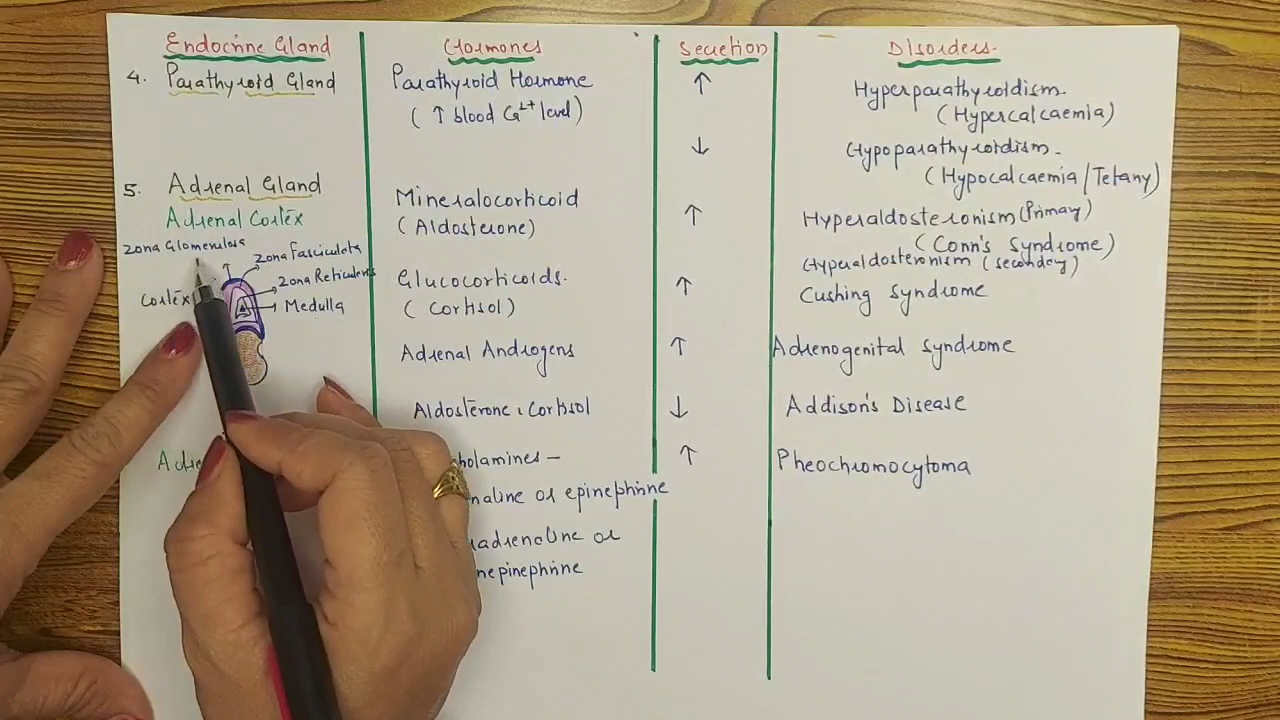 Endocrine Gland Hormones Secretion Disorders.
4. Parathyroid Gland Parathyroid Hormone ↑ Hyperparathyroidism.
( ↑ blood Ca2+ level) (Hypercalcaemia)
↓ Hypoparathyroidism.
(Hypocalcaemia/Tetany)
5. Adrenal Gland Mineralocorticoid ↑ Hyperaldosteronism (Primary)
Adrenal Cortex (Aldosterone) (Conn's Syndrome)
Zona Glomerulosa Hyperaldosteronism (secondary)
Zona Fasciculata
Zona Reticularis Glucocorticoids. ↑ Cushing Syndrome
Cortex Medulla ( Cortisol )
Adrenal Androgens ↑ Adrenogenital Syndrome
Aldosterone, Cortisol ↓ Addison's Disease
Adre holamines – ↑ Pheochromocytoma
naline or epinephrine
adrenaline or
nepinephrine